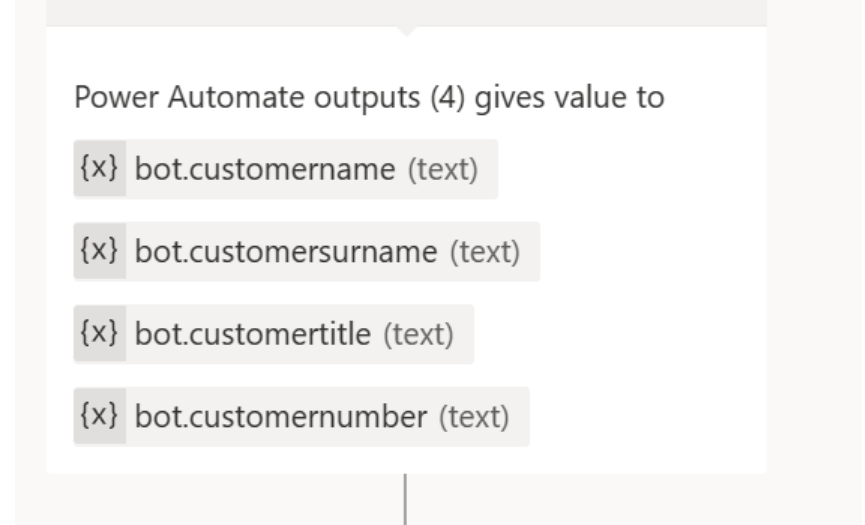 Power Automate outputs (4) gives value to
{x} bot.customername (text)
{x} bot.customersurname (text)
{x} bot.customertitle (text)
{x} bot.customernumber (text)